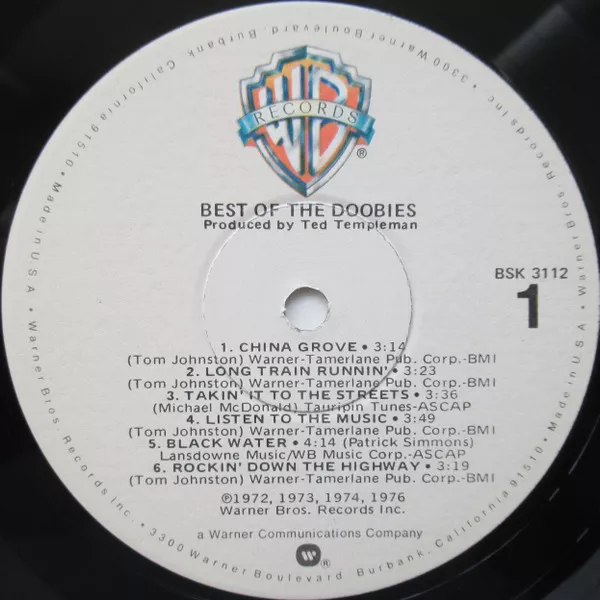 WB
RECORDS
®
BEST OF THE DOOBIES
Produced by Ted Templeman
BSK 3112
1
1. CHINA GROVE • 3:14
(Tom Johnston) Warner-Tamerlane Pub. Corp.-BMI
2. LONG TRAIN RUNNIN' • 3:23
(Tom Johnston) Warner-Tamerlane Pub. Corp.-BMI
3. TAKIN' IT TO THE STREETS • 3:36
(Michael McDonald) Tauripin Tunes-ASCAP
4. LISTEN TO THE MUSIC • 3:49
(Tom Johnston) Warner-Tamerlane Pub. Corp.-BMI
5. BLACK WATER • 4:14 (Patrick Simmons)
Lansdowne Music/WB Music Corp.-ASCAP
6. ROCKIN' DOWN THE HIGHWAY • 3:19
(Tom Johnston) Warner-Tamerlane Pub. Corp.-BMI
℗1972, 1973, 1974, 1976
Warner Bros. Records Inc.
a Warner Communications Company
®
Made in U.S.A. • Warner Bros. Records Inc. • 3300 Warner Boulevard, Burbank, California 91510 • Made in U.S.A. • Warner Bros. Records Inc. • 3300 Warner Boulevard, Burbank, California 91510 •